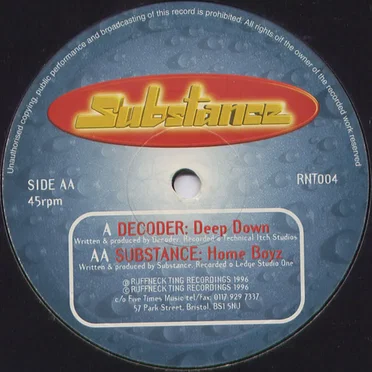 Unauthorised copying, public performance and broadcasting of this record is prohibited. All rights off the owner of the recorded work reserved
Substance
SIDE AA
45rpm
RNT004
A DECODER: Deep Down
Written & produced by Decoder. Recorded @ Technical Itch Studios
AA SUBSTANCE: Home Boyz
Written & produced by Substance. Recorded @ Ledge Studio One
℗ RUFFNECK TING RECORDINGS 1996
© RUFFNECK TING RECORDINGS 1996
c/o Five Times Music tel/fax: 0117 929 7337
57 Park Street, Bristol. BS1 5NJ